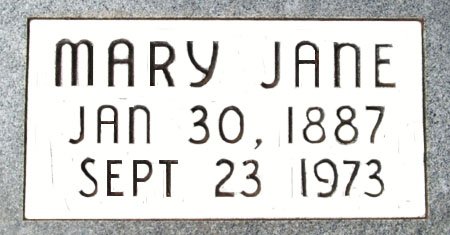 MARY JANE
JAN 30, 1887
SEPT 23 1973